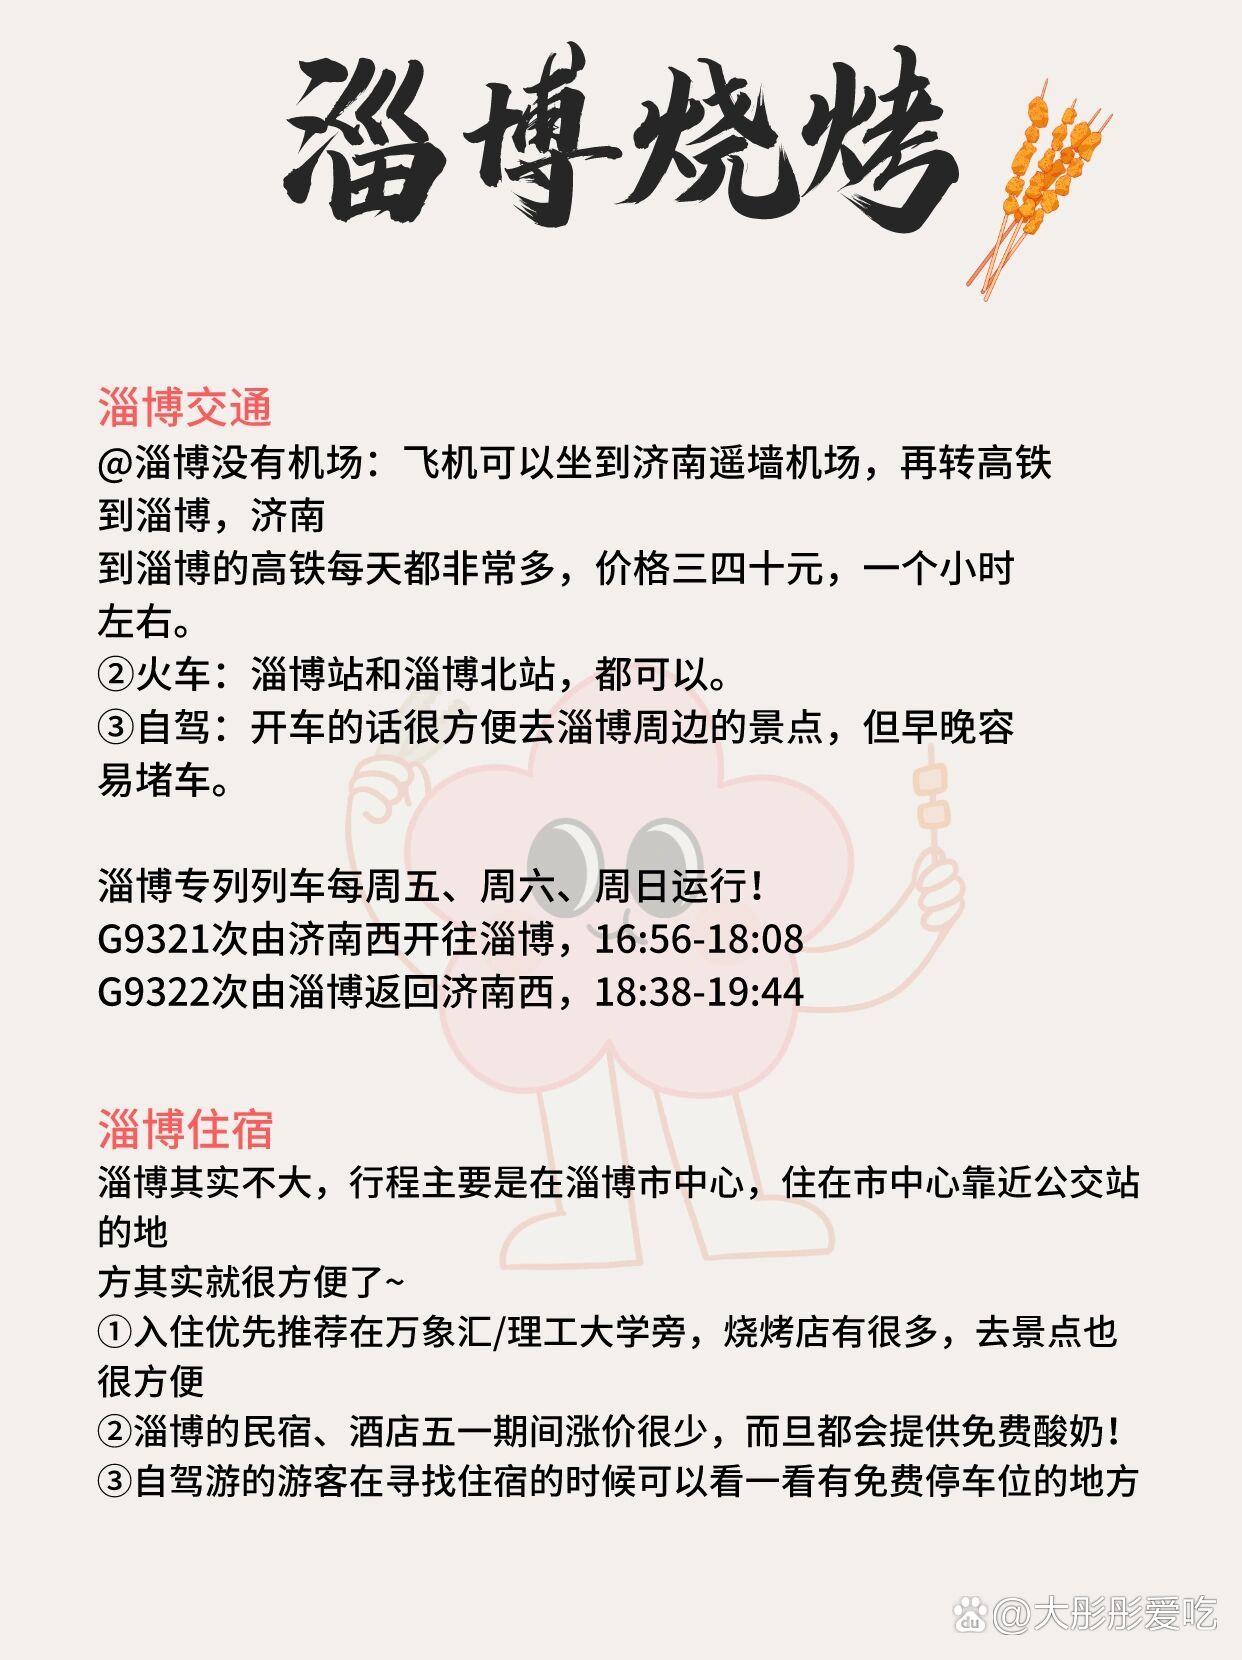 淄博烧烤
淄博交通
@淄博没有机场：飞机可以坐到济南遥墙机场，再转高铁
到淄博，济南
到淄博的高铁每天都非常多，价格三四十元，一个小时
左右。
②火车：淄博站和淄博北站，都可以。
③自驾：开车的话很方便去淄博周边的景点，但早晚容
易堵车。
淄博专列列车每周五、周六、周日运行！
G9321次由济南西开往淄博，16:56-18:08
G9322次由淄博返回济南西，18:38-19:44
淄博住宿
淄博其实不大，行程主要是在淄博市中心，住在市中心靠近公交站
的地
方其实就很方便了~
①入住优先推荐在万象汇/理工大学旁，烧烤店有很多，去景点也
很方便
②淄博的民宿、酒店五一期间涨价很少，而旦都会提供免费酸奶！
③自驾游的游客在寻找住宿的时候可以看一看有免费停车位的地方
du @大彤彤爱吃